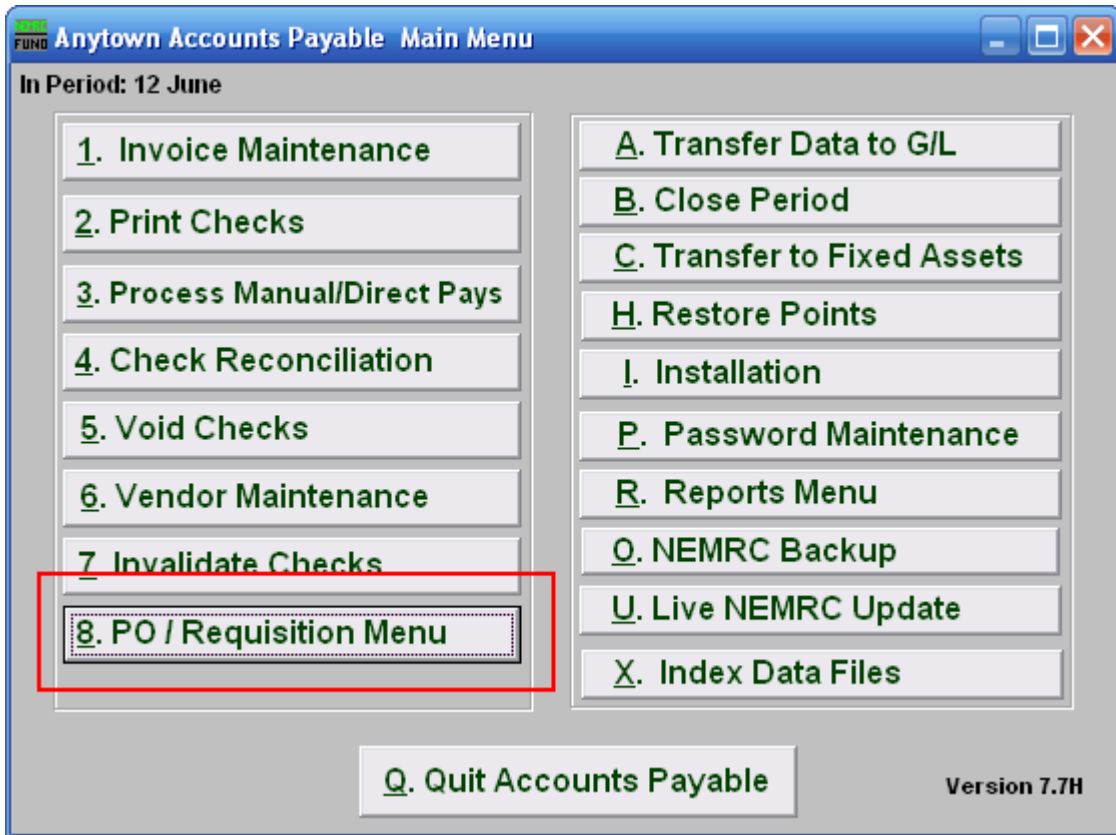 NEMRC
FUND Anytown Accounts Payable Main Menu
In Period: 12 June
1. Invoice Maintenance
2. Print Checks
3. Process Manual/Direct Pays
4. Check Reconciliation
5. Void Checks
6. Vendor Maintenance
7. Invalidate Checks
8. PO / Requisition Menu
A. Transfer Data to G/L
B. Close Period
C. Transfer to Fixed Assets
H. Restore Points
I. Installation
P. Password Maintenance
R. Reports Menu
O. NEMRC Backup
U. Live NEMRC Update
X. Index Data Files
Q. Quit Accounts Payable
Version 7.7H